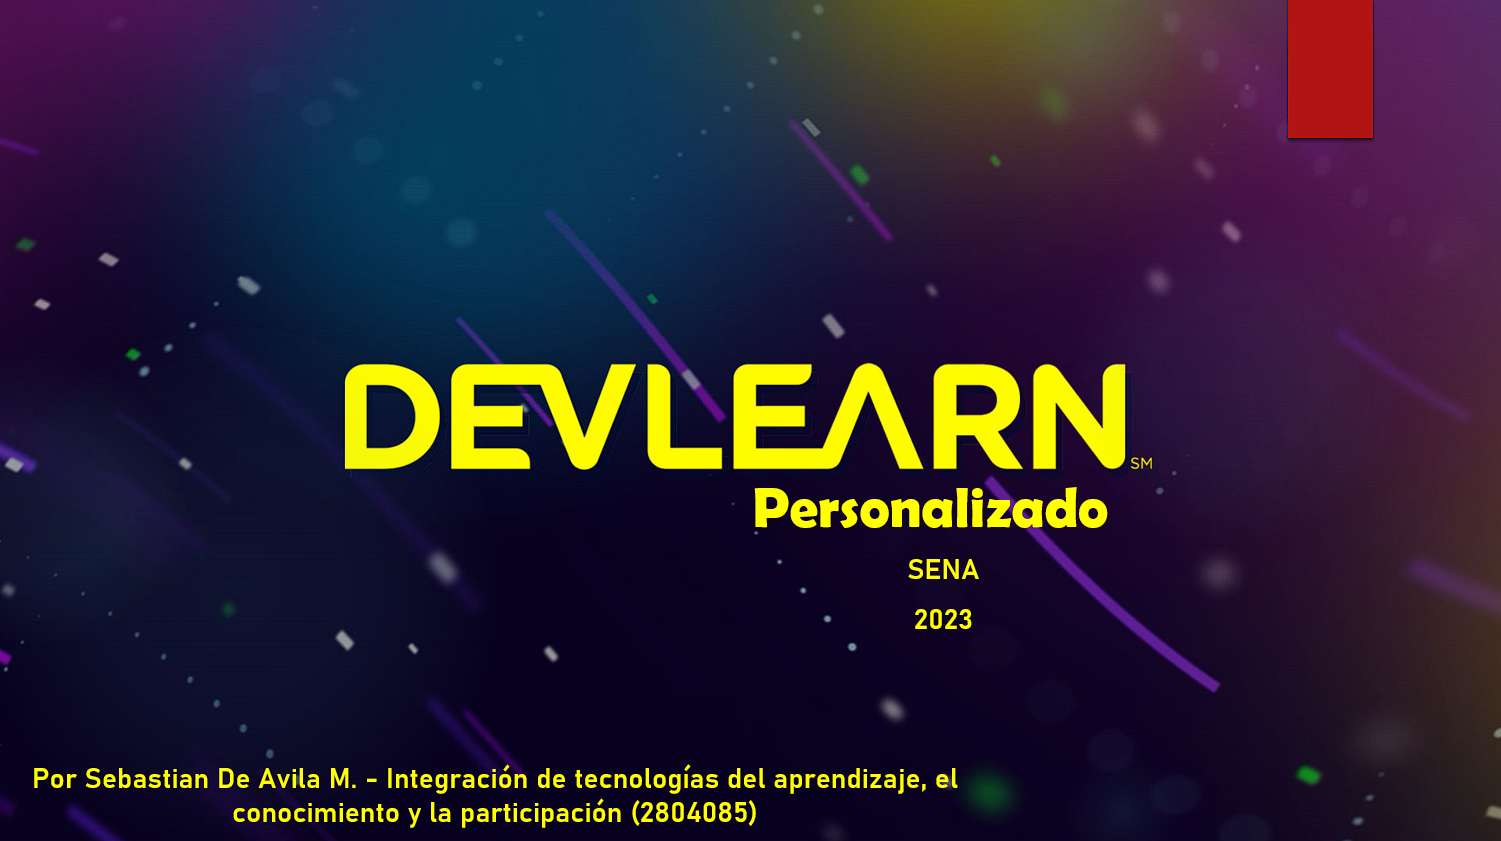 DEVLEARN SM
Personalizado
SENA
2023
Por Sebastian De Avila M. - Integración de tecnologías del aprendizaje, el
conocimiento y la participación (2804085)